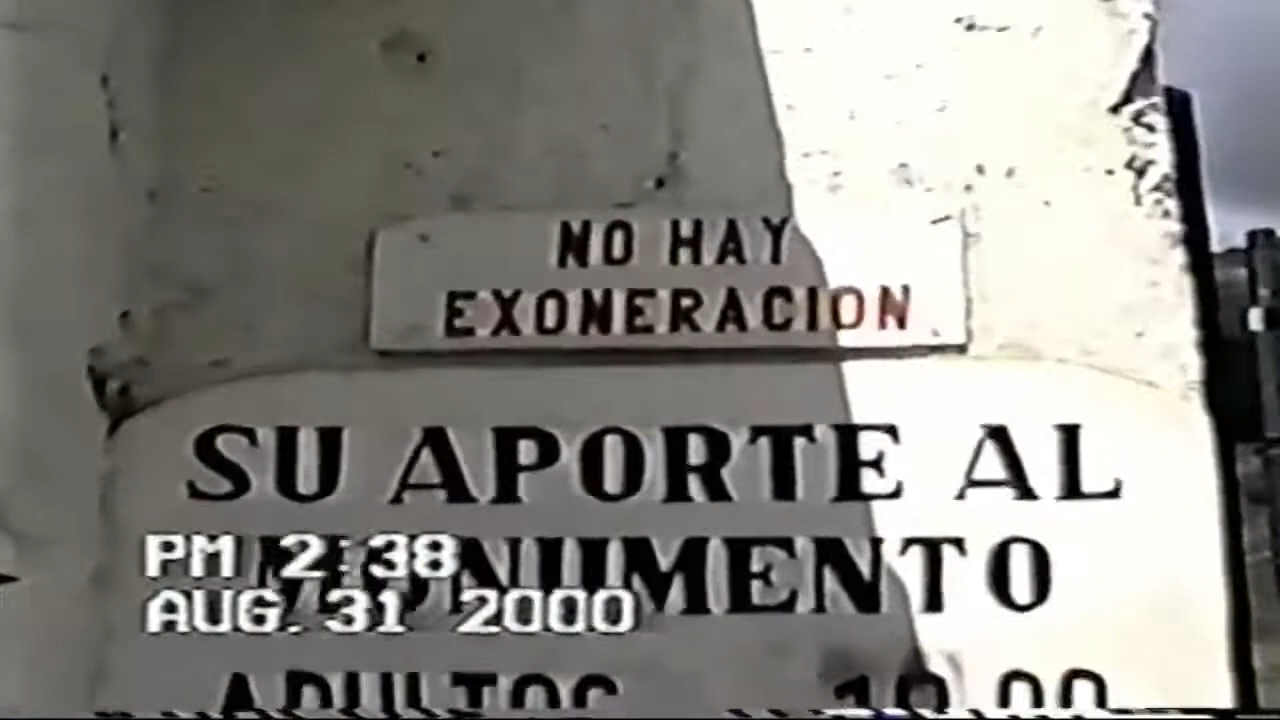 NO HAY
EXONERACION
SU APORTE AL
MONUMENTO
PM 2:38
AUG. 31 2000
ADULTOS 10.00